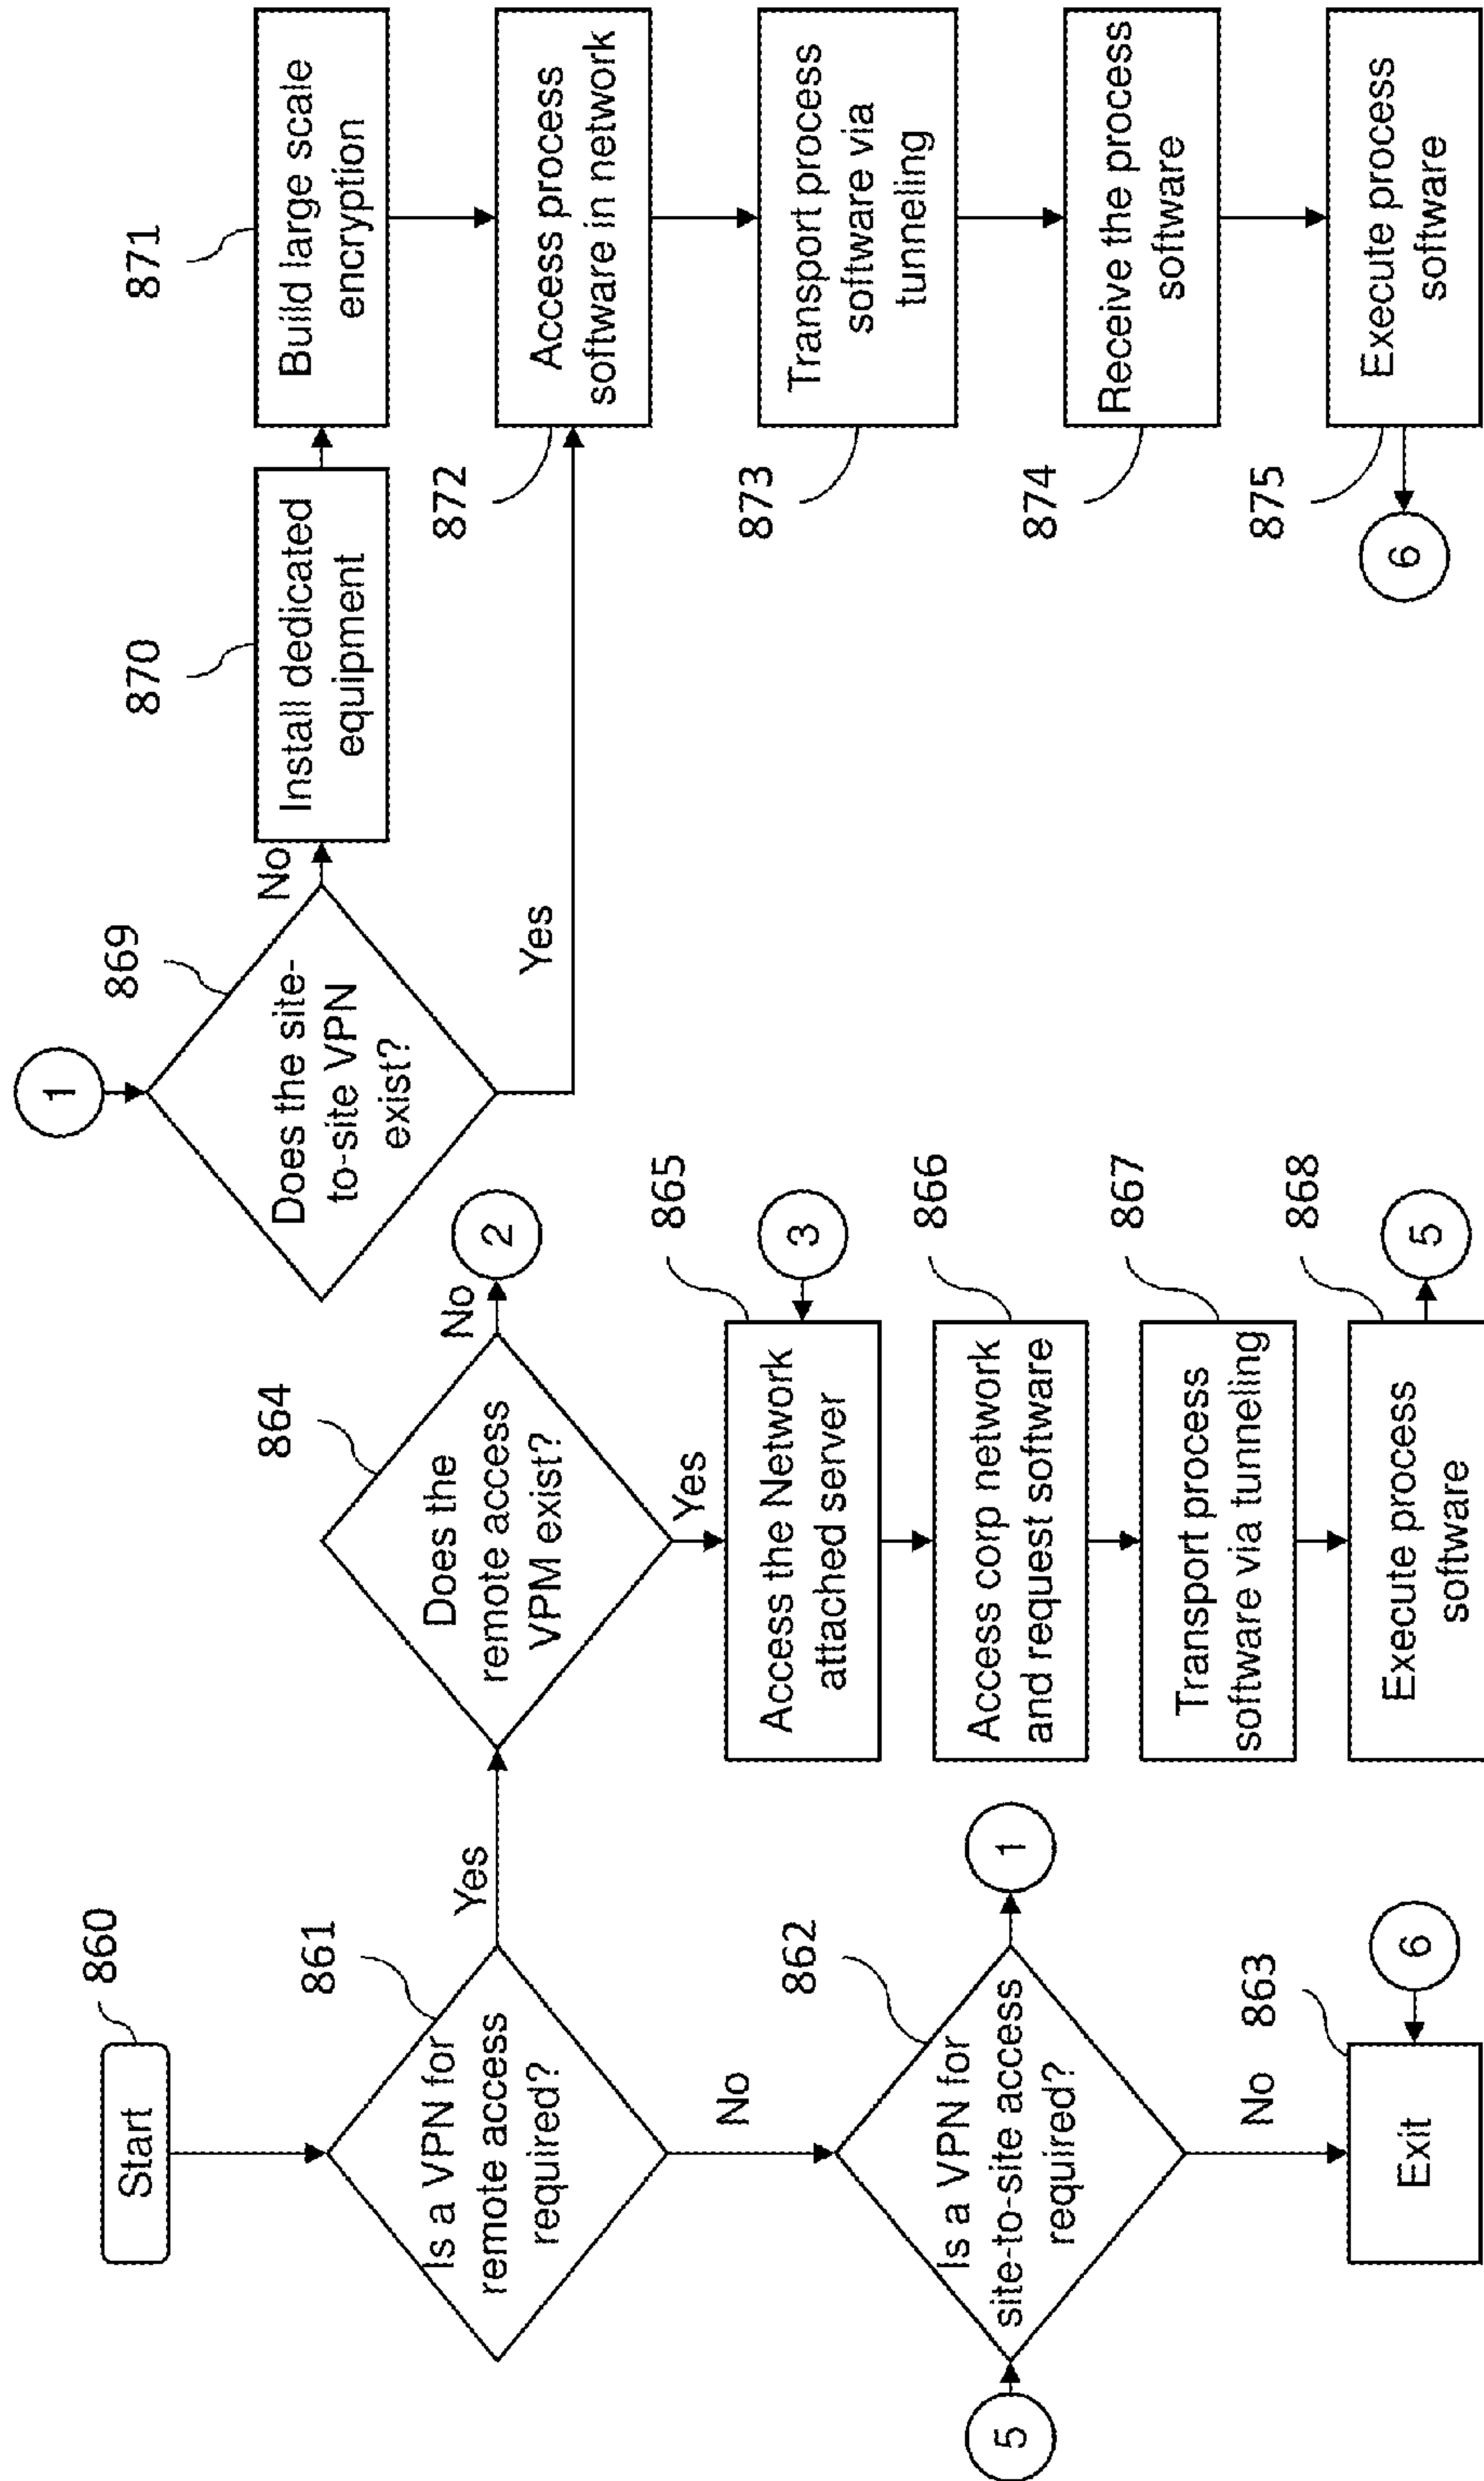 860
Start
861
Is a VPN for
remote access
required?
Yes
No
862
5
Is a VPN for
site-to-site access
required?
1
No
863
Exit
6
864
Does the
remote access
VPM exist?
No
2
Yes
865
Access the Network
attached server
3
866
Access corp network
and request software
867
Transport process
software via tunneling
868
Execute process
software
5
1
869
Does the site-
to-site VPN
exist?
No
Yes
870
Install dedicated
equipment
871
Build large scale
encryption
872
Access process
software in network
873
Transport process
software via
tunneling
874
Receive the process
software
875
Execute process
software
6